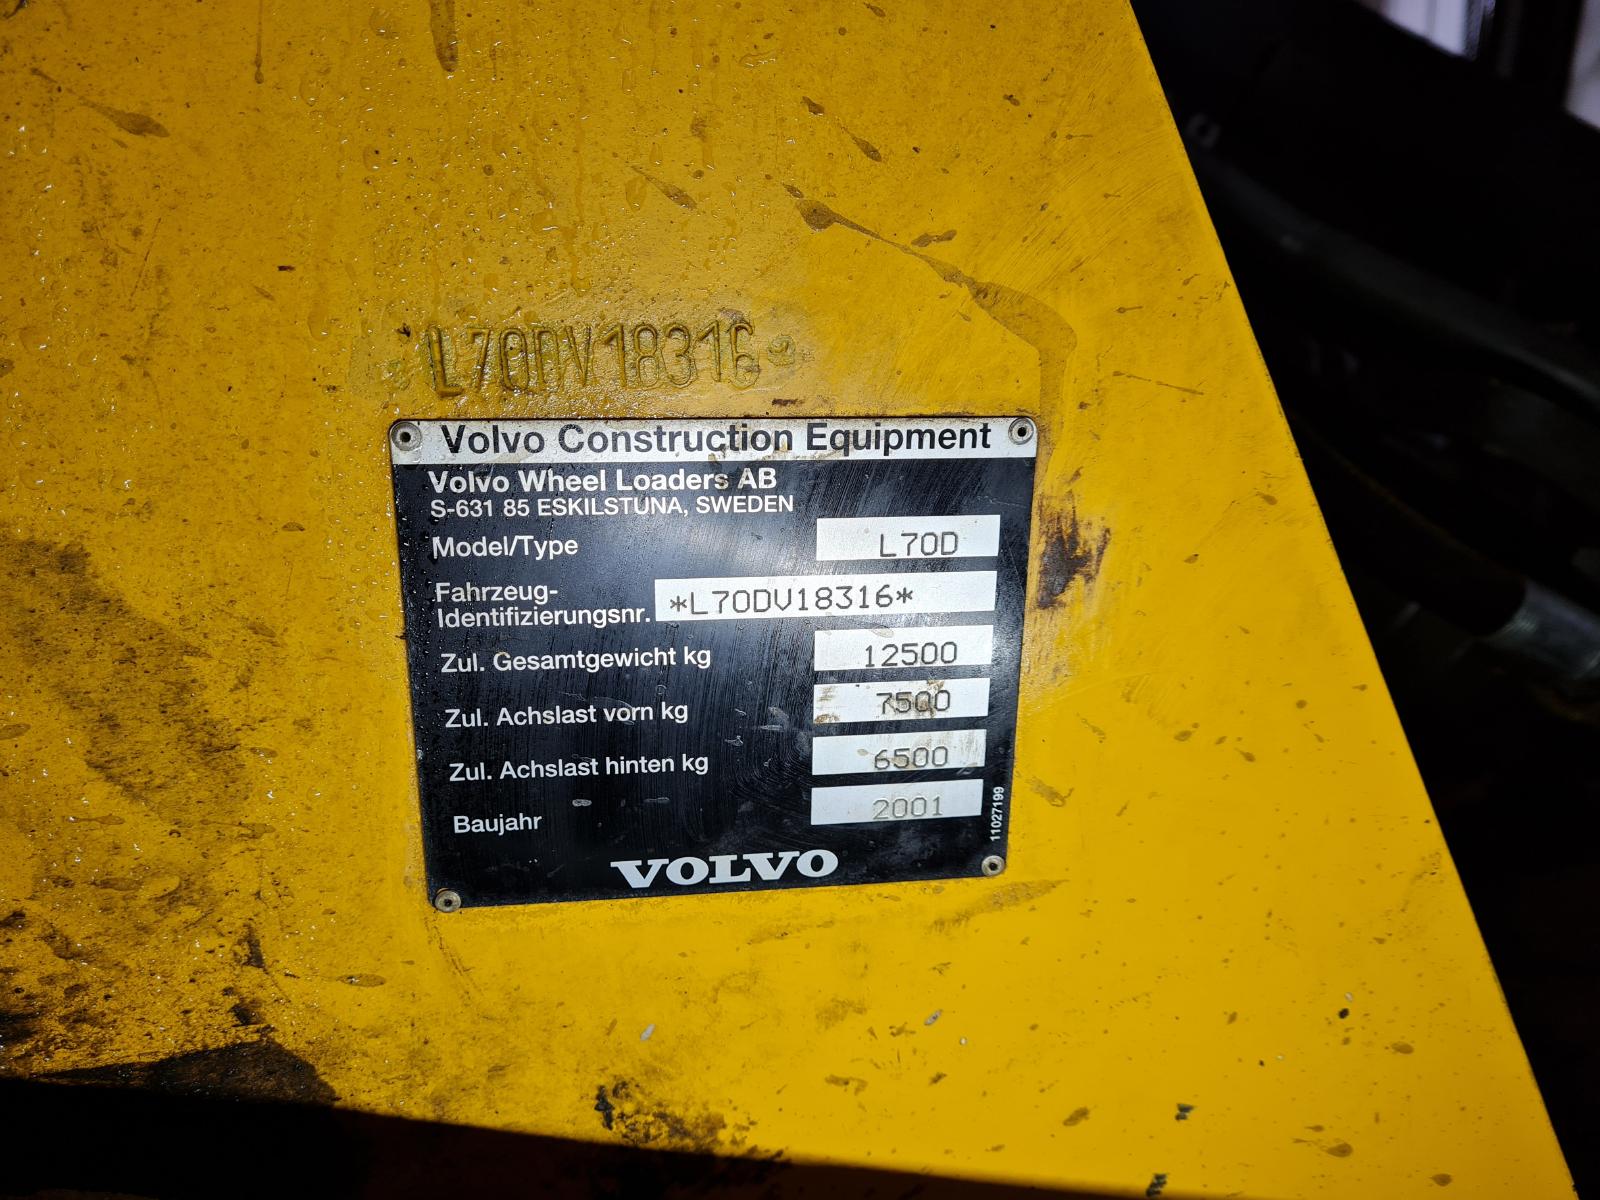 L70DV18316
Volvo Construction Equipment
Volvo Wheel Loaders AB
S-631 85 ESKILSTUNA, SWEDEN
Model/Type L70D
Fahrzeug-
Identifizierungsnr. *L70DV18316*
Zul. Gesamtgewicht kg 12500
Zul. Achslast vorn kg 7500
Zul. Achslast hinten kg 6500
Baujahr 2001
11027199
VOLVO